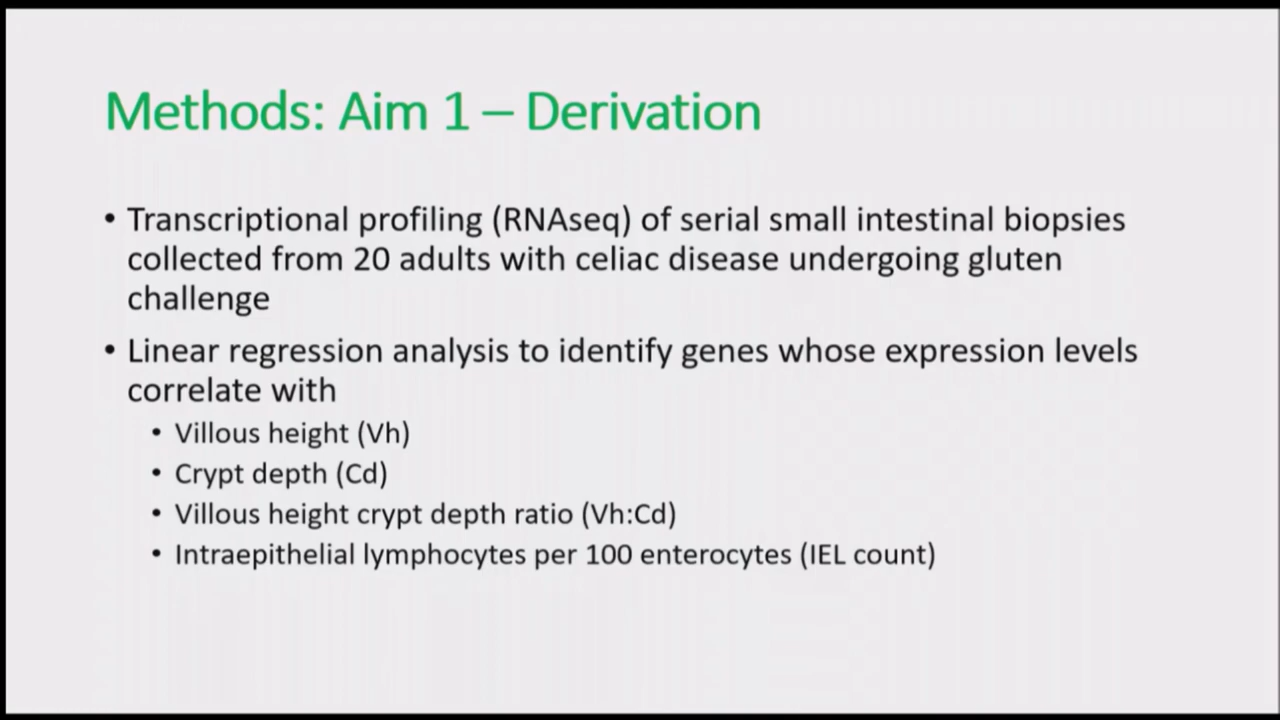 Methods: Aim 1 – Derivation
• Transcriptional profiling (RNAseq) of serial small intestinal biopsies
collected from 20 adults with celiac disease undergoing gluten
challenge
• Linear regression analysis to identify genes whose expression levels
correlate with
• Villous height (Vh)
• Crypt depth (Cd)
• Villous height crypt depth ratio (Vh:Cd)
• Intraepithelial lymphocytes per 100 enterocytes (IEL count)